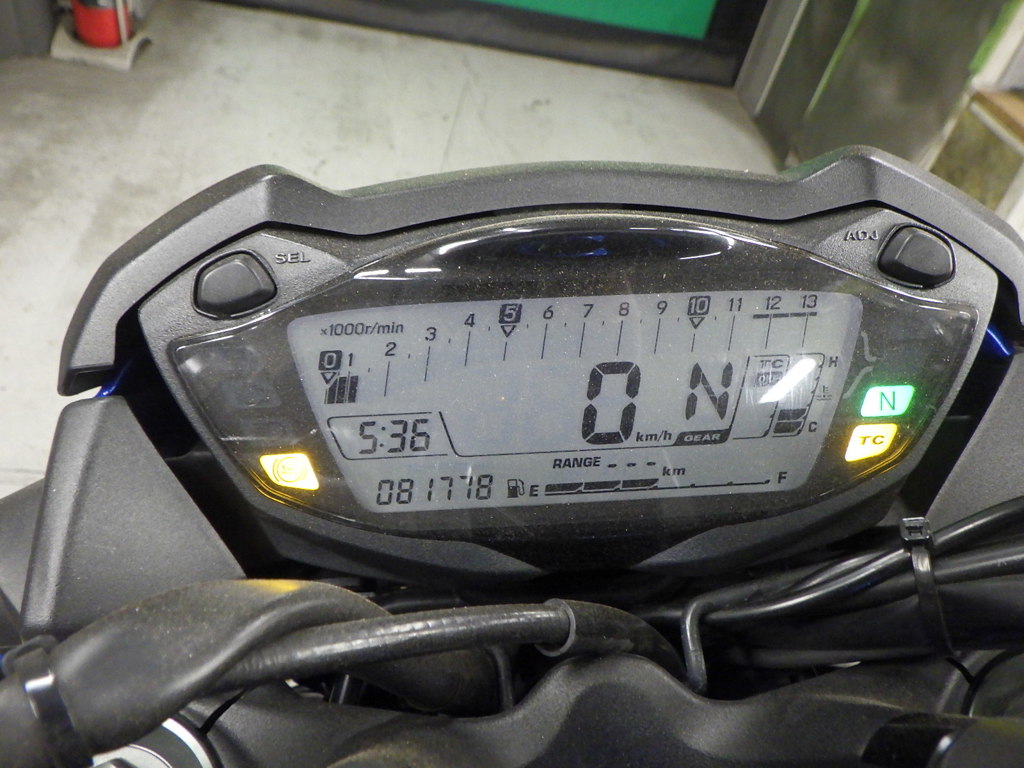 SEL
ADJ
×1000r/min
0 1 2 3 4 5 6 7 8 9 10 11 12 13
TC
H
0 km/h
N
GEAR
C
N
TC
5:36
RANGE --- km
081778
E
F